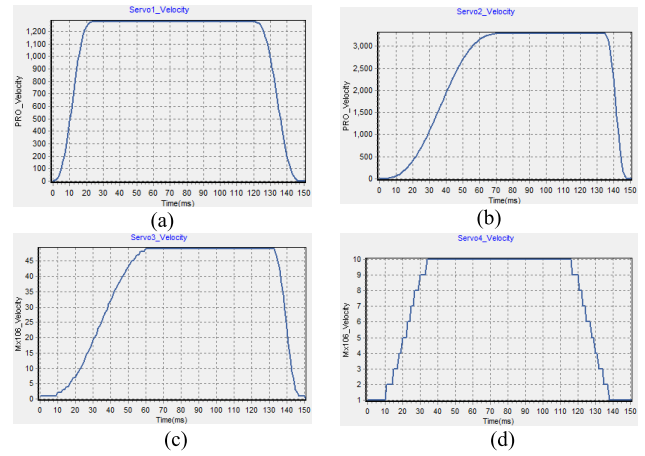 Servo1_Velocity
PRO_Velocity
1,200
1,100
1,000
900
800
700
600
500
400
300
200
100
0
0 10 20 30 40 50 60 70 80 90 100 110 120 130 140 150
Time(ms)
(a)
Servo2_Velocity
PRO_Velocity
3,000
2,500
2,000
1,500
1,000
500
0
0 10 20 30 40 50 60 70 80 90 100 110 120 130 140 150
Time(ms)
(b)
Servo3_Velocity
Mx106_Velocity
45
40
35
30
25
20
15
10
5
0
0 10 20 30 40 50 60 70 80 90 100 110 120 130 140 150
Time(ms)
(c)
Servo4_Velocity
Mx106_Velocity
10
9
8
7
6
5
4
3
2
1
0 10 20 30 40 50 60 70 80 90 100 110 120 130 140 150
Time(ms)
(d)